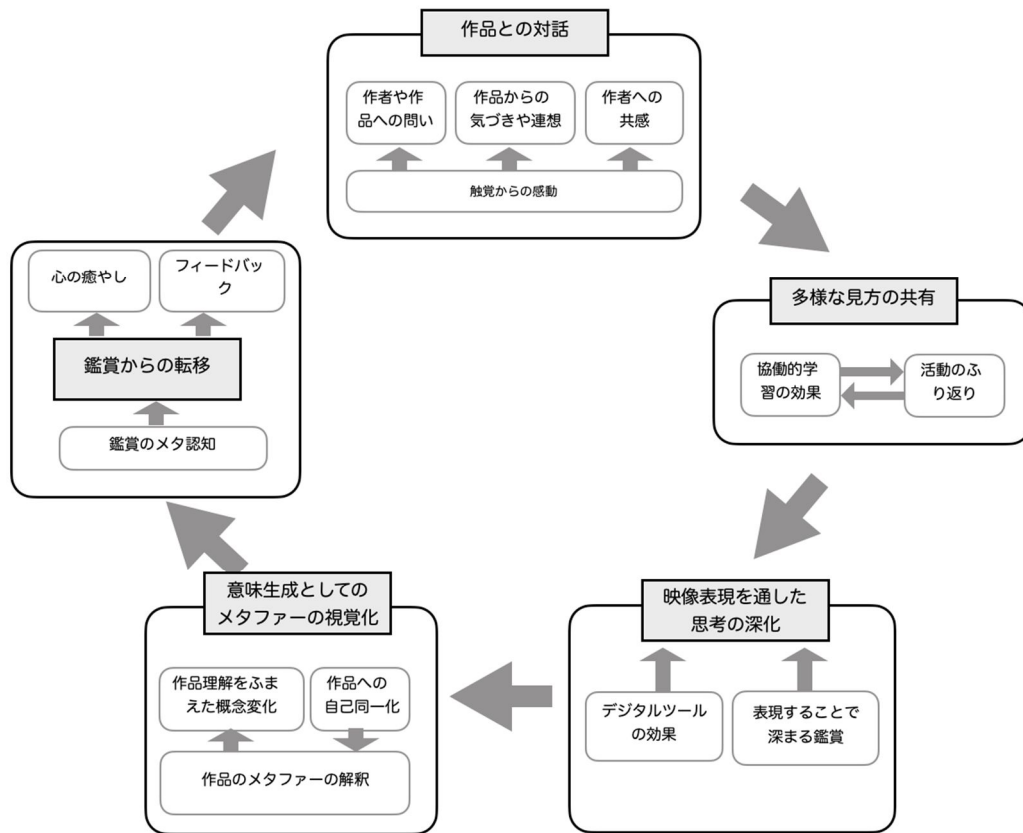 作品との対話
作者や作
品への問い
作品からの
気づきや連想
作者への
共感
触覚からの感動
多様な見方の共有
協働的学
習の効果
活動のふ
り返り
映像表現を通した
思考の深化
デジタルツール
の効果
表現することで
深まる鑑賞
意味生成としての
メタファーの視覚化
作品理解をふま
えた概念変化
作品への
自己同一化
作品のメタファーの解釈
心の癒やし
フィードバッ
ク
鑑賞からの転移
鑑賞のメタ認知